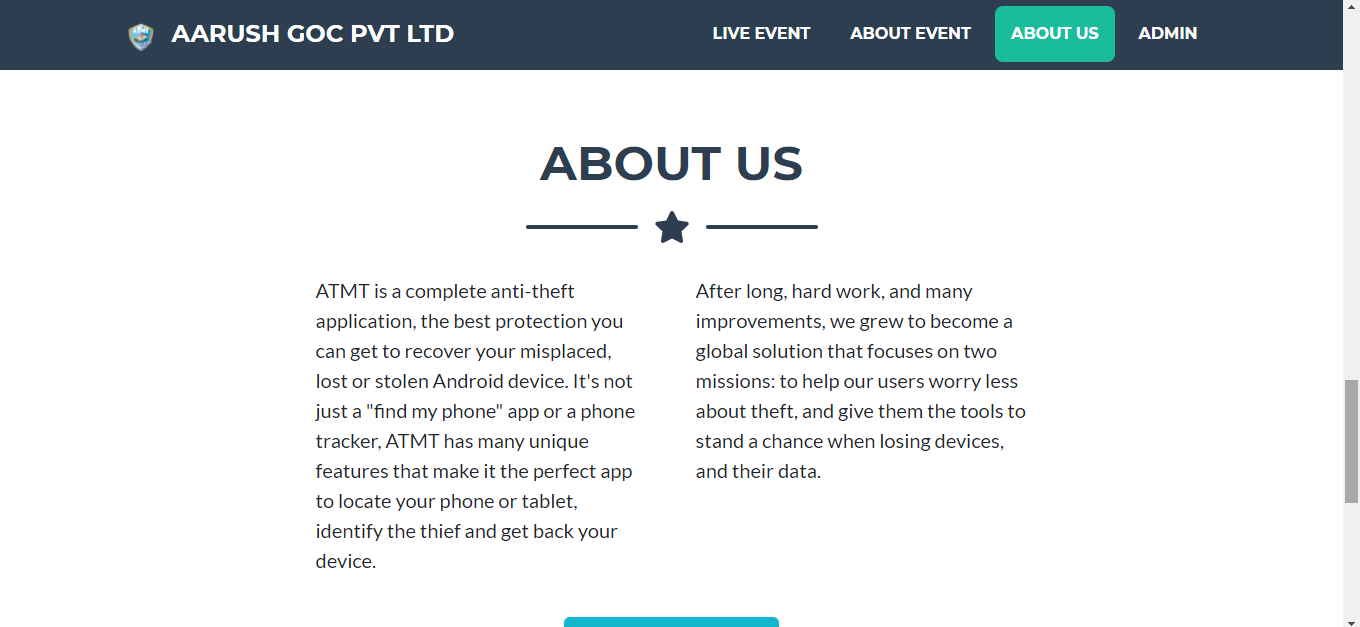 AARUSH GOC PVT LTD
LIVE EVENT
ABOUT EVENT
ABOUT US
ADMIN
ABOUT US
ATMT is a complete anti-theft
application, the best protection you
can get to recover your misplaced,
lost or stolen Android device. It's not
just a "find my phone" app or a phone
tracker, ATMT has many unique
features that make it the perfect app
to locate your phone or tablet,
identify the thief and get back your
device.
After long, hard work, and many
improvements, we grew to become a
global solution that focuses on two
missions: to help our users worry less
about theft, and give them the tools to
stand a chance when losing devices,
and their data.